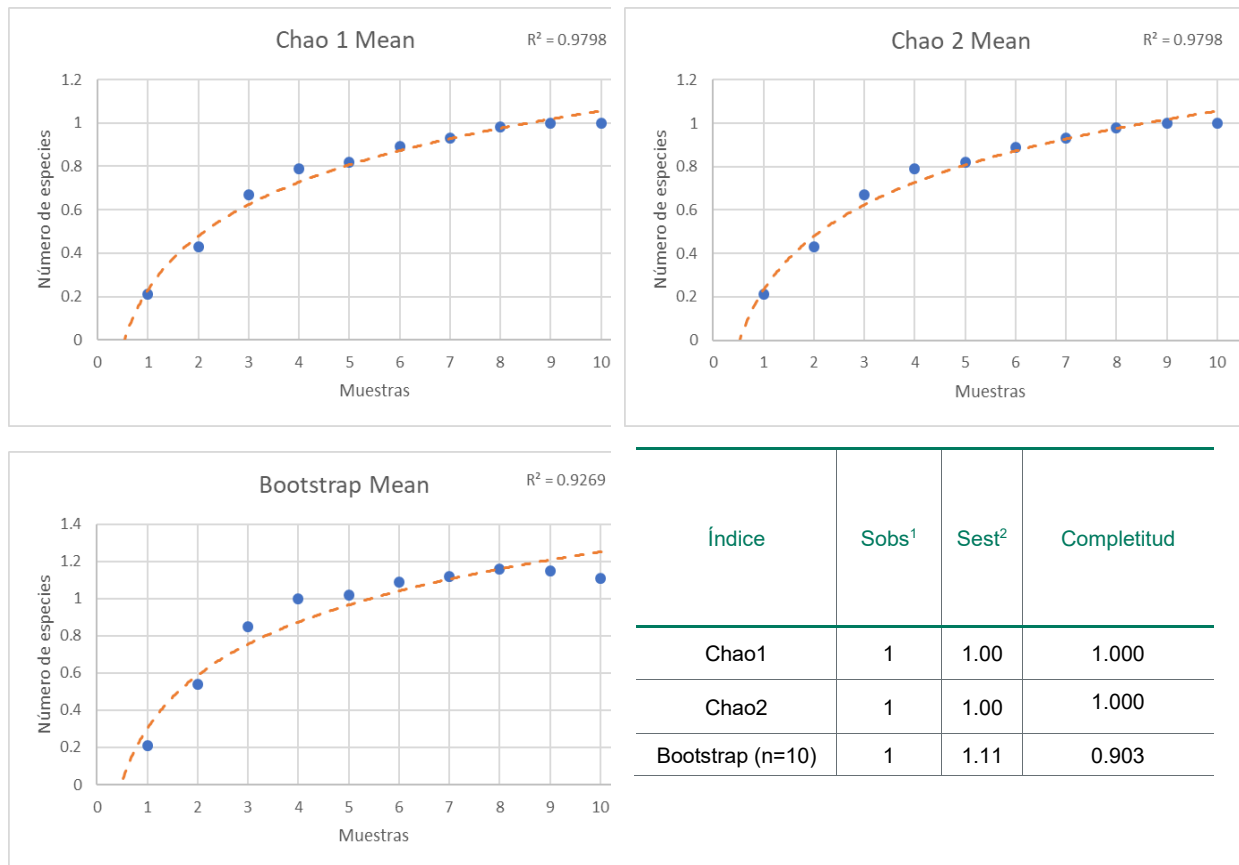 Chao 1 Mean
R² = 0.9798
Número de especies
1.2
1
0.8
0.6
0.4
0.2
0
0 1 2 3 4 5 6 7 8 9 10
Muestras
Chao 2 Mean
R² = 0.9798
Número de especies
1.2
1
0.8
0.6
0.4
0.2
0
0 1 2 3 4 5 6 7 8 9 10
Muestras
Bootstrap Mean
R² = 0.9269
Número de especies
1.4
1.2
1
0.8
0.6
0.4
0.2
0
0 1 2 3 4 5 6 7 8 9 10
Muestras
Índice Sobs¹ Sest² Completitud
Chao1 1 1.00 1.000
Chao2 1 1.00 1.000
Bootstrap (n=10) 1 1.11 0.903